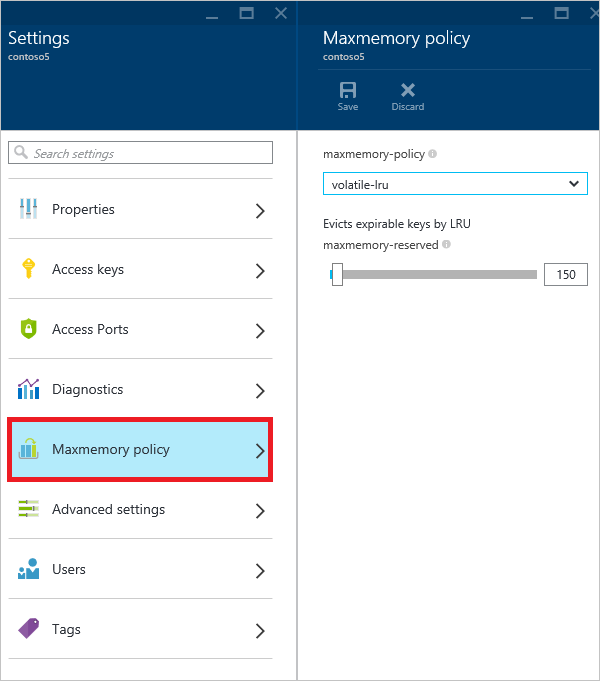 Settings
contoso5
Search settings
Properties
Access keys
Access Ports
Diagnostics
Maxmemory policy
Advanced settings
Users
Tags
Maxmemory policy
contoso5
Save
Discard
maxmemory-policy
volatile-lru
Evicts expirable keys by LRU
maxmemory-reserved
150